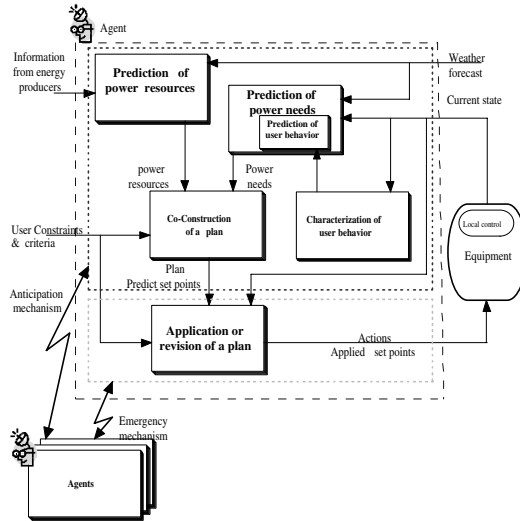 Agent
Information
from energy
producers
Prediction of
power resources
Prediction of
power needs
Prediction of
user behavior
Weather
forecast
Current state
power
resources
Power
needs
Co-Construction
of a plan
Characterization of
user behavior
Local control
Equipment
User Constraints
& criteria
Plan
Predict set points
Anticipation
mechanism
Application or
revision of a plan
Actions
Applied set points
Emergency
mechanism
Agents